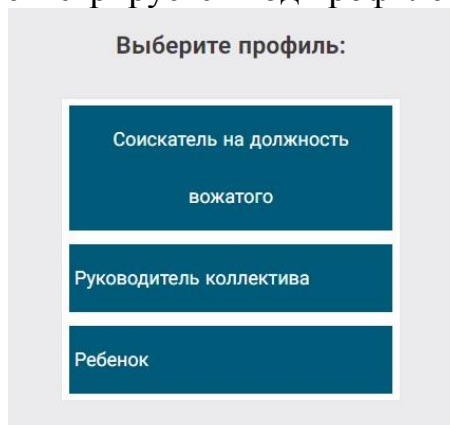 Выберите профиль:
Соискатель на должность
вожатого
Руководитель коллектива
Ребенок